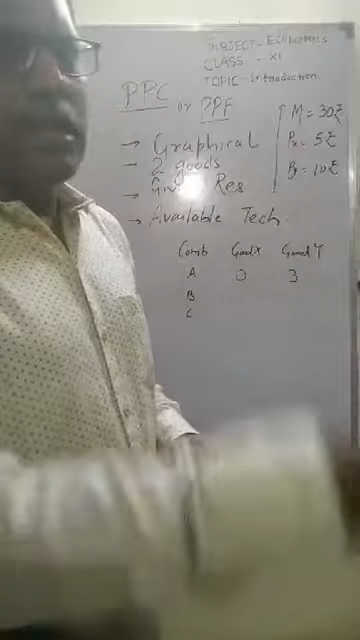 SUBJECT - ECONOMICS
CLASS - XI
TOPIC - Introduction
PPC or PPF
→ Graphical
→ 2 goods
→ Res
→ Available Tech.
M = 30₹
Px = 5₹
Py = 10₹
Comb Good X Good Y
A 0 3
B
C